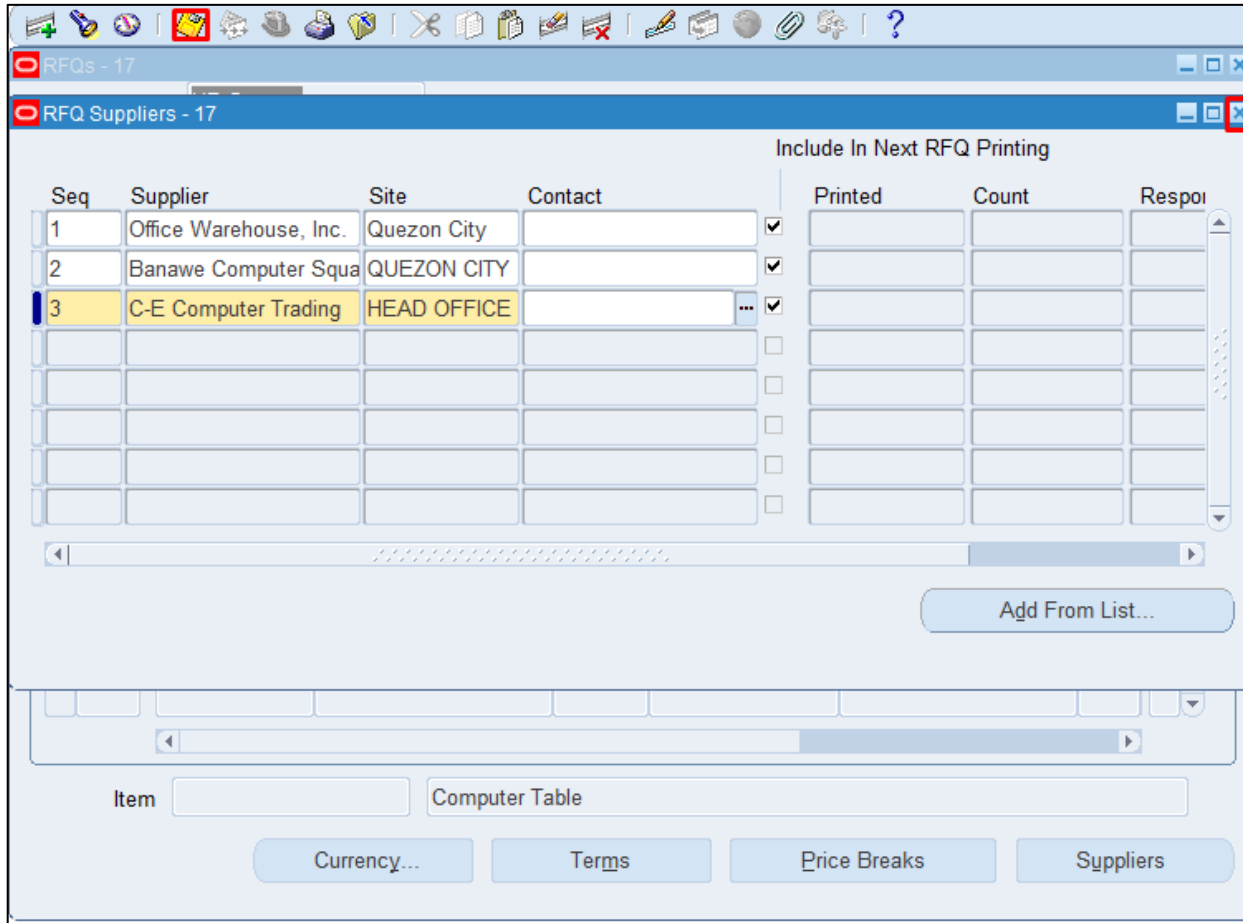 RFQs - 17
RFQ Suppliers - 17
Include In Next RFQ Printing
Seq Supplier Site Contact Printed Count Respor
1 Office Warehouse, Inc. Quezon City
2 Banawe Computer Squa QUEZON CITY
3 C-E Computer Trading HEAD OFFICE ...
Add From List...
Item Computer Table
Currency... Terms Price Breaks Suppliers